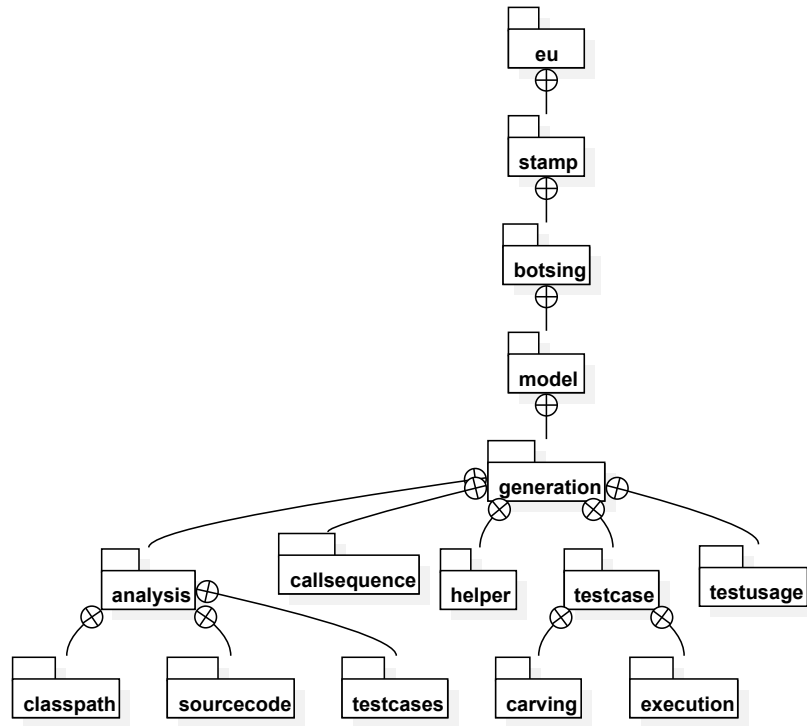 eu
stamp
botsing
model
generation
analysis
callsequence
helper
testcase
testusage
classpath
sourcecode
testcases
carving
execution